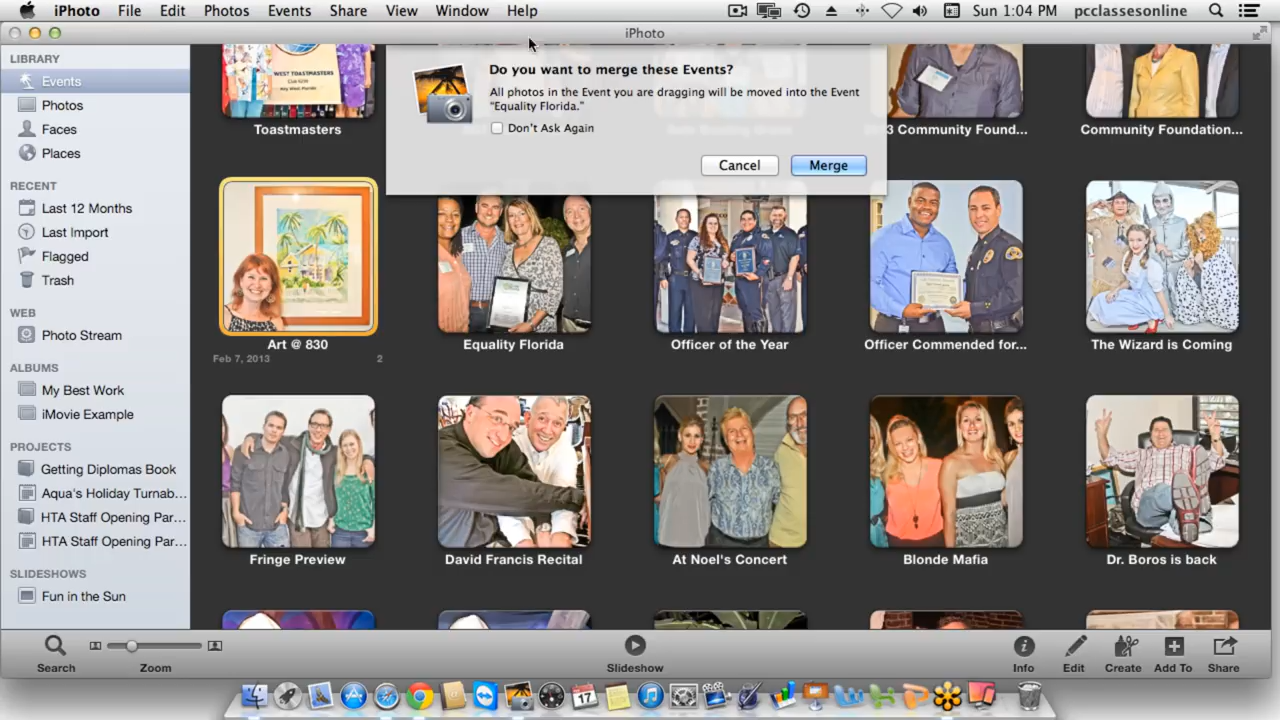 iPhoto File Edit Photos Events Share View Window Help Sun 1:04 PM pcclassesonline
iPhoto
LIBRARY
Events
Photos
Faces
Places
RECENT
Last 12 Months
Last Import
Flagged
Trash
WEB
Photo Stream
ALBUMS
My Best Work
iMovie Example
PROJECTS
Getting Diplomas Book
Aqua's Holiday Turnab...
HTA Staff Opening Par...
HTA Staff Opening Par...
SLIDESHOWS
Fun in the Sun
Do you want to merge these Events?
All photos in the Event you are dragging will be moved into the Event
“Equality Florida.”
Don't Ask Again
Cancel Merge
WEST TOASTMASTERS
Toastmasters
3 Community Found...
Community Foundation...
Art @ 830
Feb 7, 2013 2
Equality Florida
Officer of the Year
Officer Commended for...
The Wizard is Coming
Fringe Preview
David Francis Recital
At Noel's Concert
Blonde Mafia
Dr. Boros is back
Search Zoom Slideshow Info Edit Create Add To Share
17